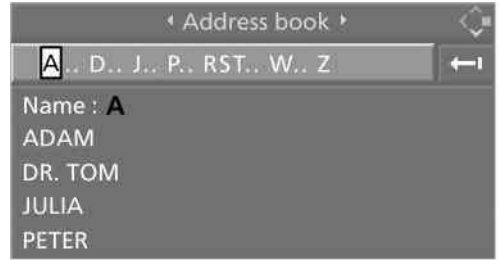 Address book
A.. D.. J.. P.. RST.. W.. Z
Name : A
ADAM
DR. TOM
JULIA
PETER